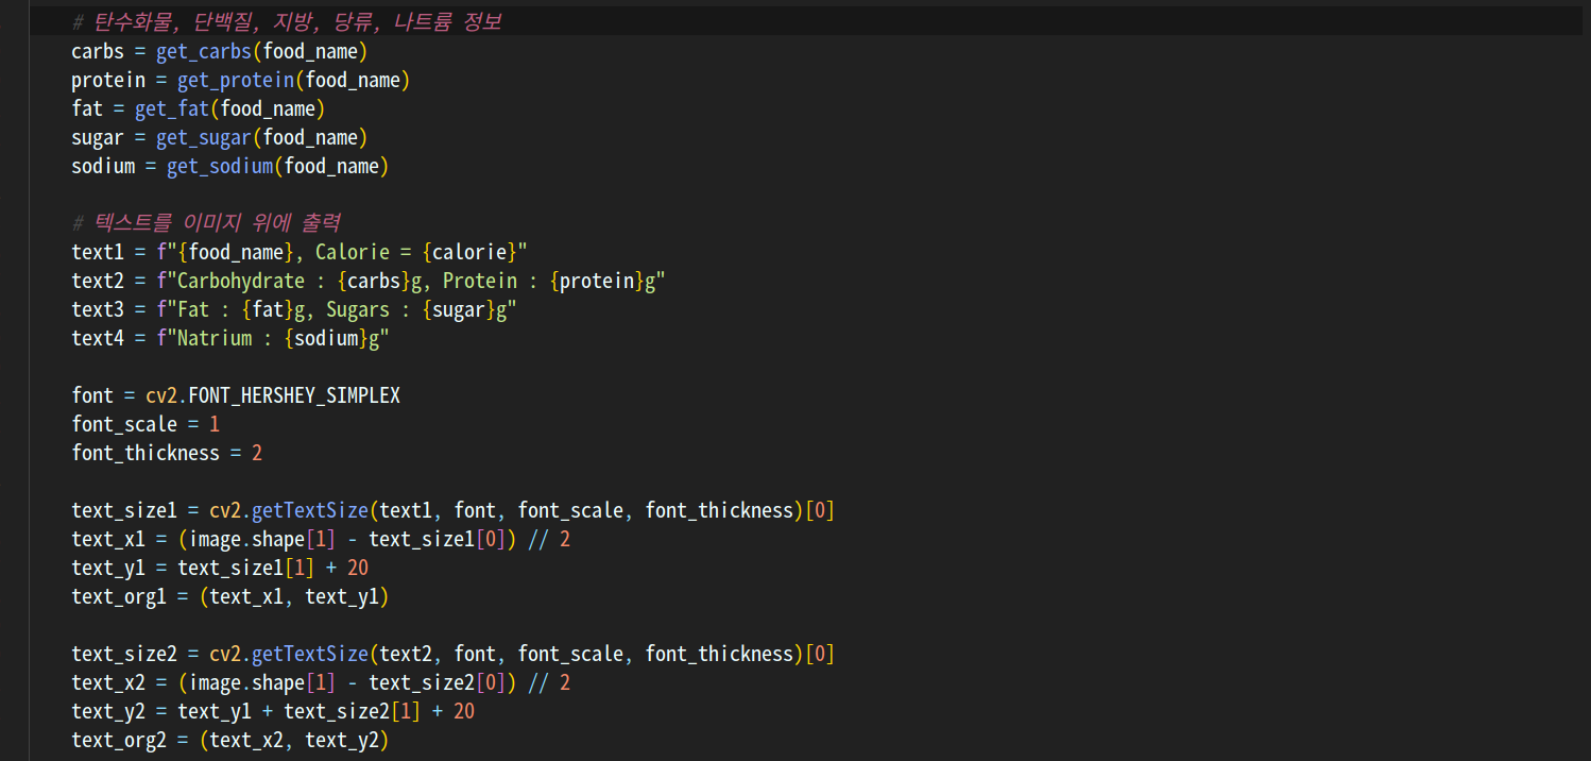 # 탄수화물, 단백질, 지방, 당류, 나트륨 정보
carbs = get_carbs(food_name)
protein = get_protein(food_name)
fat = get_fat(food_name)
sugar = get_sugar(food_name)
sodium = get_sodium(food_name)
# 텍스트를 이미지 위에 출력
text1 = f"{food_name}, Calorie = {calorie}"
text2 = f"Carbohydrate : {carbs}g, Protein : {protein}g"
text3 = f"Fat : {fat}g, Sugars : {sugar}g"
text4 = f"Natrium : {sodium}g"
font = cv2.FONT_HERSHEY_SIMPLEX
font_scale = 1
font_thickness = 2
text_size1 = cv2.getTextSize(text1, font, font_scale, font_thickness)[0]
text_x1 = (image.shape[1] - text_size1[0]) // 2
text_y1 = text_size1[1] + 20
text_org1 = (text_x1, text_y1)
text_size2 = cv2.getTextSize(text2, font, font_scale, font_thickness)[0]
text_x2 = (image.shape[1] - text_size2[0]) // 2
text_y2 = text_y1 + text_size2[1] + 20
text_org2 = (text_x2, text_y2)